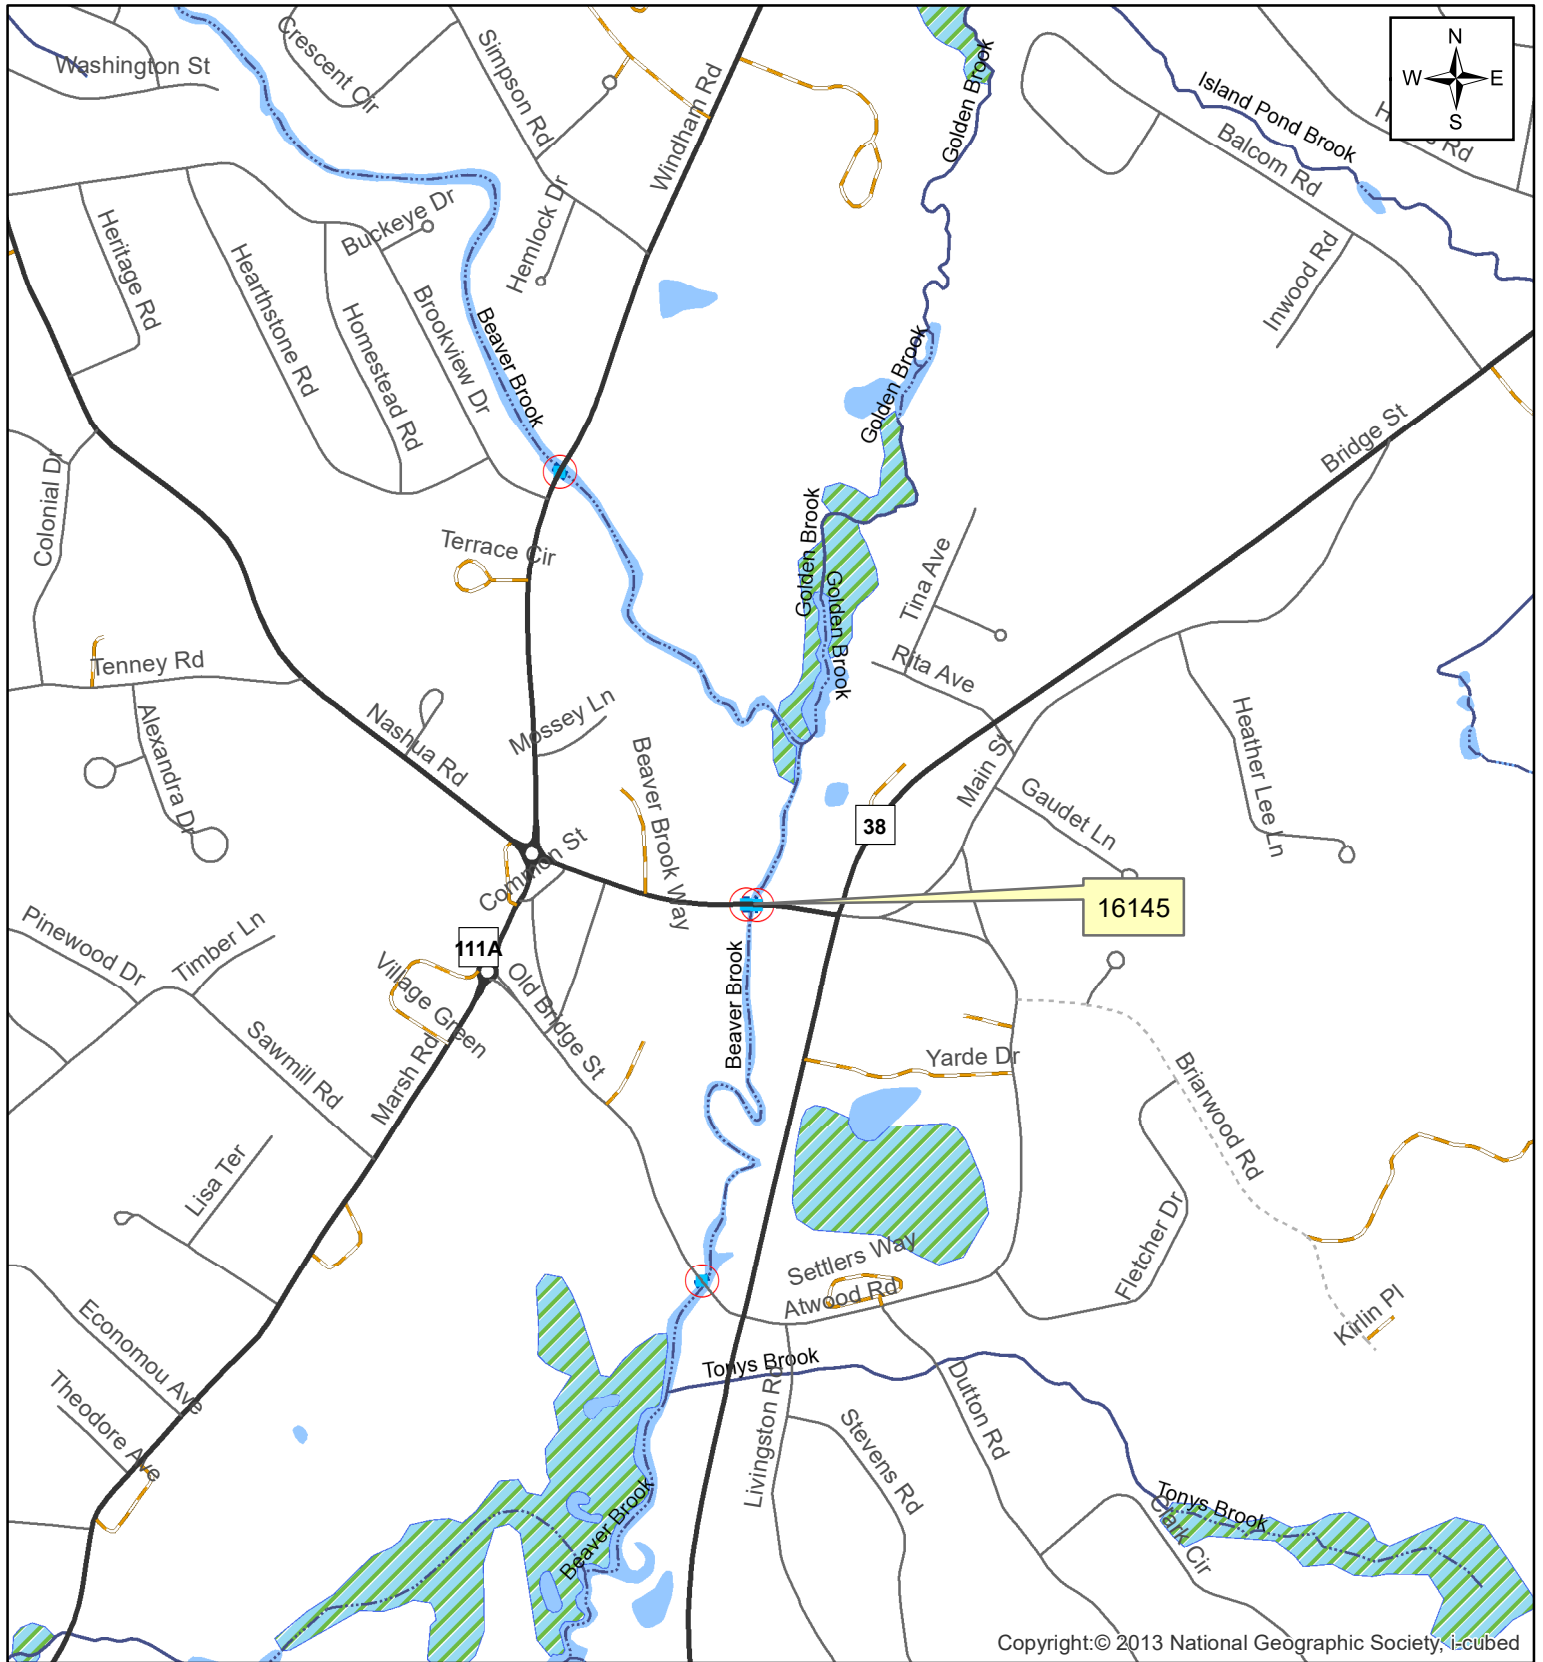 N
W E
S
Washington St
Crescent Cir
Simpson Rd
Windham Rd
Golden Brook
Island Pond Brook
Balcom Rd
Rd
Heritage Rd
Hearthstone Rd
Buckeye Dr
Hemlock Dr
Inwood Rd
Homestead Rd
Brookview Dr
Beaver Brook
Golden Brook
Bridge St
Colonial Dr
Terrace Cir
Golden Brook
Golden Brook
Tina Ave
Tenney Rd
Rita Ave
Alexandra Dr
Nashua Rd
Mossey Ln
Beaver Brook Way
Main St
Heather Lee Ln
Gaudet Ln
38
Common St
16145
Pinewood Dr
Timber Ln
111A
Village Green
Old Bridge St
Beaver Brook
Sawmill Rd
Marsh Rd
Yarde Dr
Briarwood Rd
Lisa Ter
Fletcher Dr
Settlers Way
Atwood Rd
Economou Ave
Kirlin Pl
Theodore Ave
Tonys Brook
Livingston Rd
Dutton Rd
Stevens Rd
Beaver Brook
Tonys Brook
Clark Cir
Copyright:© 2013 National Geographic Society, i-cubed